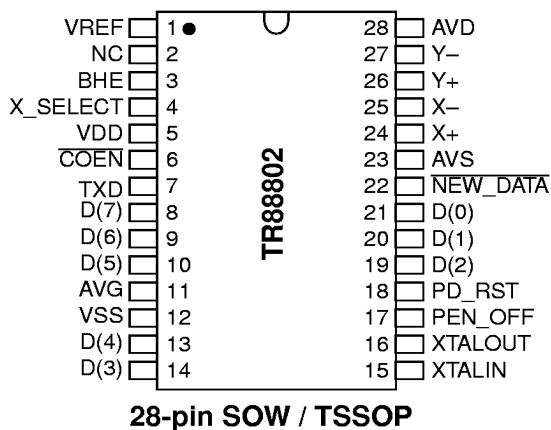 VREF 1 28 AVD
NC 2 27 Y−
BHE 3 26 Y+
X_SELECT 4 25 X−
VDD 5 24 X+
COEN 6 23 AVS
TXD 7 22 NEW_DATA
D(7) 8 21 D(0)
D(6) 9 20 D(1)
D(5) 10 19 D(2)
AVG 11 18 PD_RST
VSS 12 17 PEN_OFF
D(4) 13 16 XTALOUT
D(3) 14 15 XTALIN
TR88802
28-pin SOW / TSSOP